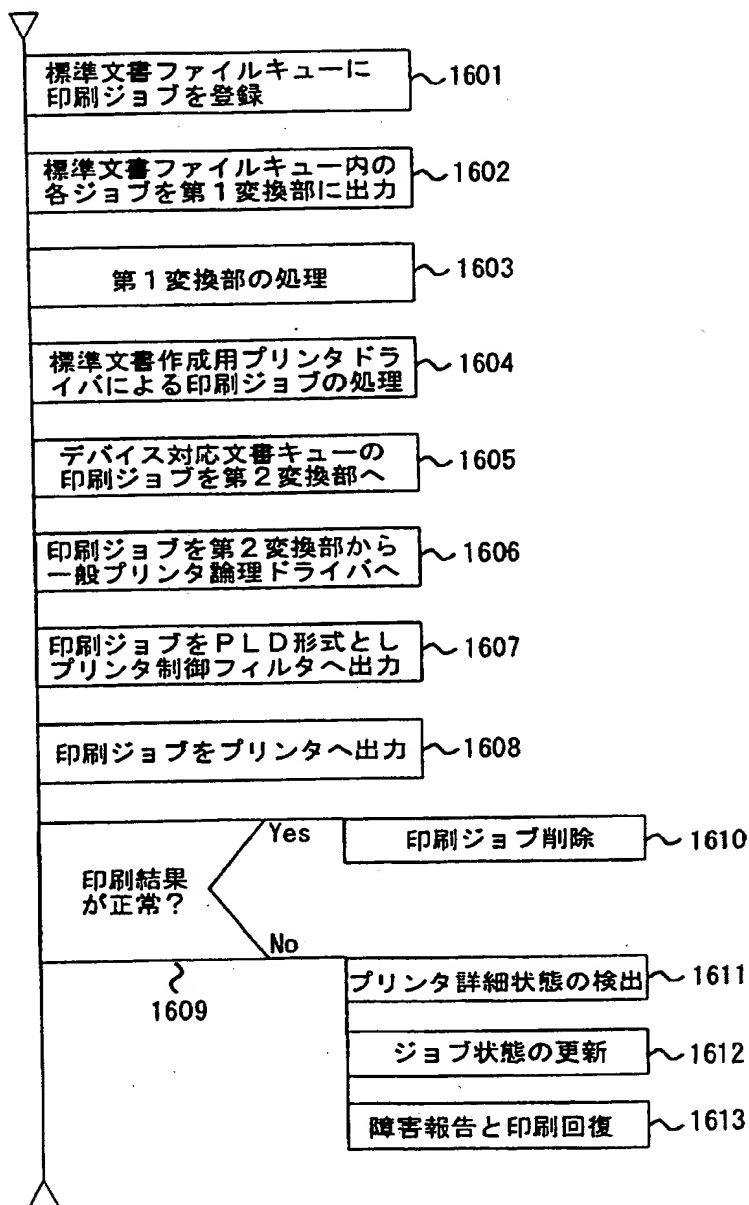 標準文書ファイルキューに
印刷ジョブを登録
1601
標準文書ファイルキュー内の
各ジョブを第1変換部に出力
1602
第1変換部の処理
1603
標準文書作成用プリンタドラ
イバによる印刷ジョブの処理
1604
デバイス対応文書キューの
印刷ジョブを第2変換部へ
1605
印刷ジョブを第2変換部から
一般プリンタ論理ドライバへ
1606
印刷ジョブをPLD形式とし
プリンタ制御フィルタへ出力
1607
印刷ジョブをプリンタへ出力
1608
印刷結果
が正常?
1609
Yes
印刷ジョブ削除
1610
No
プリンタ詳細状態の検出
1611
ジョブ状態の更新
1612
障害報告と印刷回復
1613